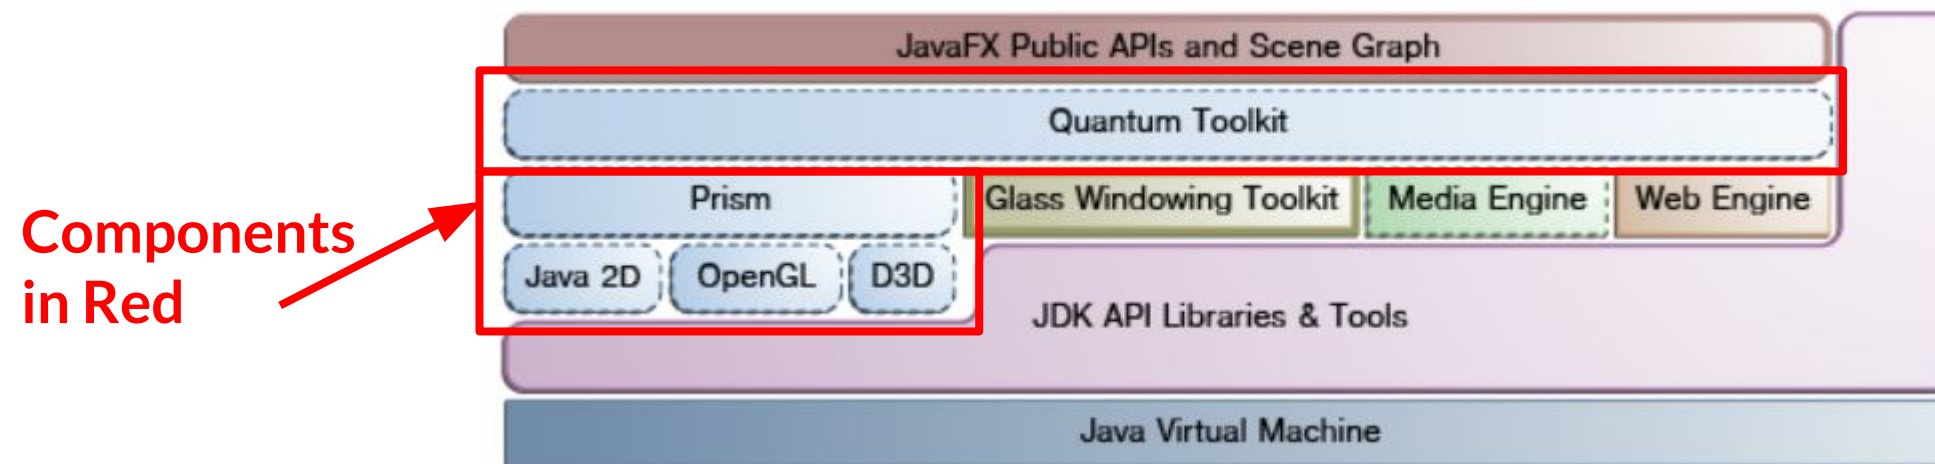 JavaFX Public APIs and Scene Graph
Quantum Toolkit
Prism
Glass Windowing Toolkit
Media Engine
Web Engine
Components
in Red
Java 2D
OpenGL
D3D
JDK API Libraries & Tools
Java Virtual Machine